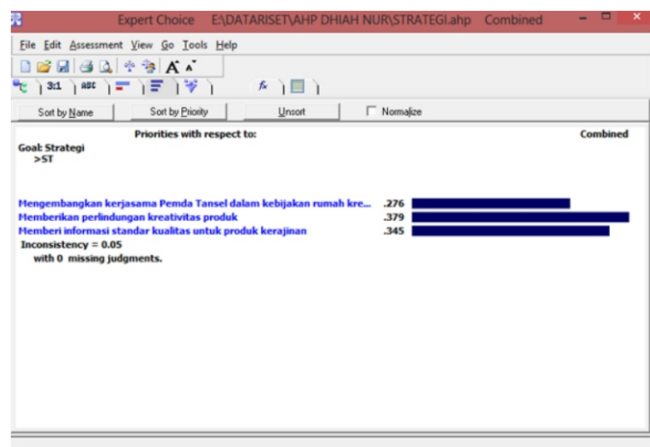 Expert Choice E:\DATARISET\AHP DHIAH NUR\STRATEGI.ahp Combined
File Edit Assessment View Go Tools Help
3:1 ABC
Sort by Name Sort by Priority Unsort Normalize
Priorities with respect to: Combined
Goal: Strategi
>ST
Mengembangkan kerjasama Pemda Tansel dalam kebijakan rumah kre... .276
Memberikan perlindungan kreativitas produk .379
Memberi informasi standar kualitas untuk produk kerajinan .345
Inconsistency = 0.05
with 0 missing judgments.